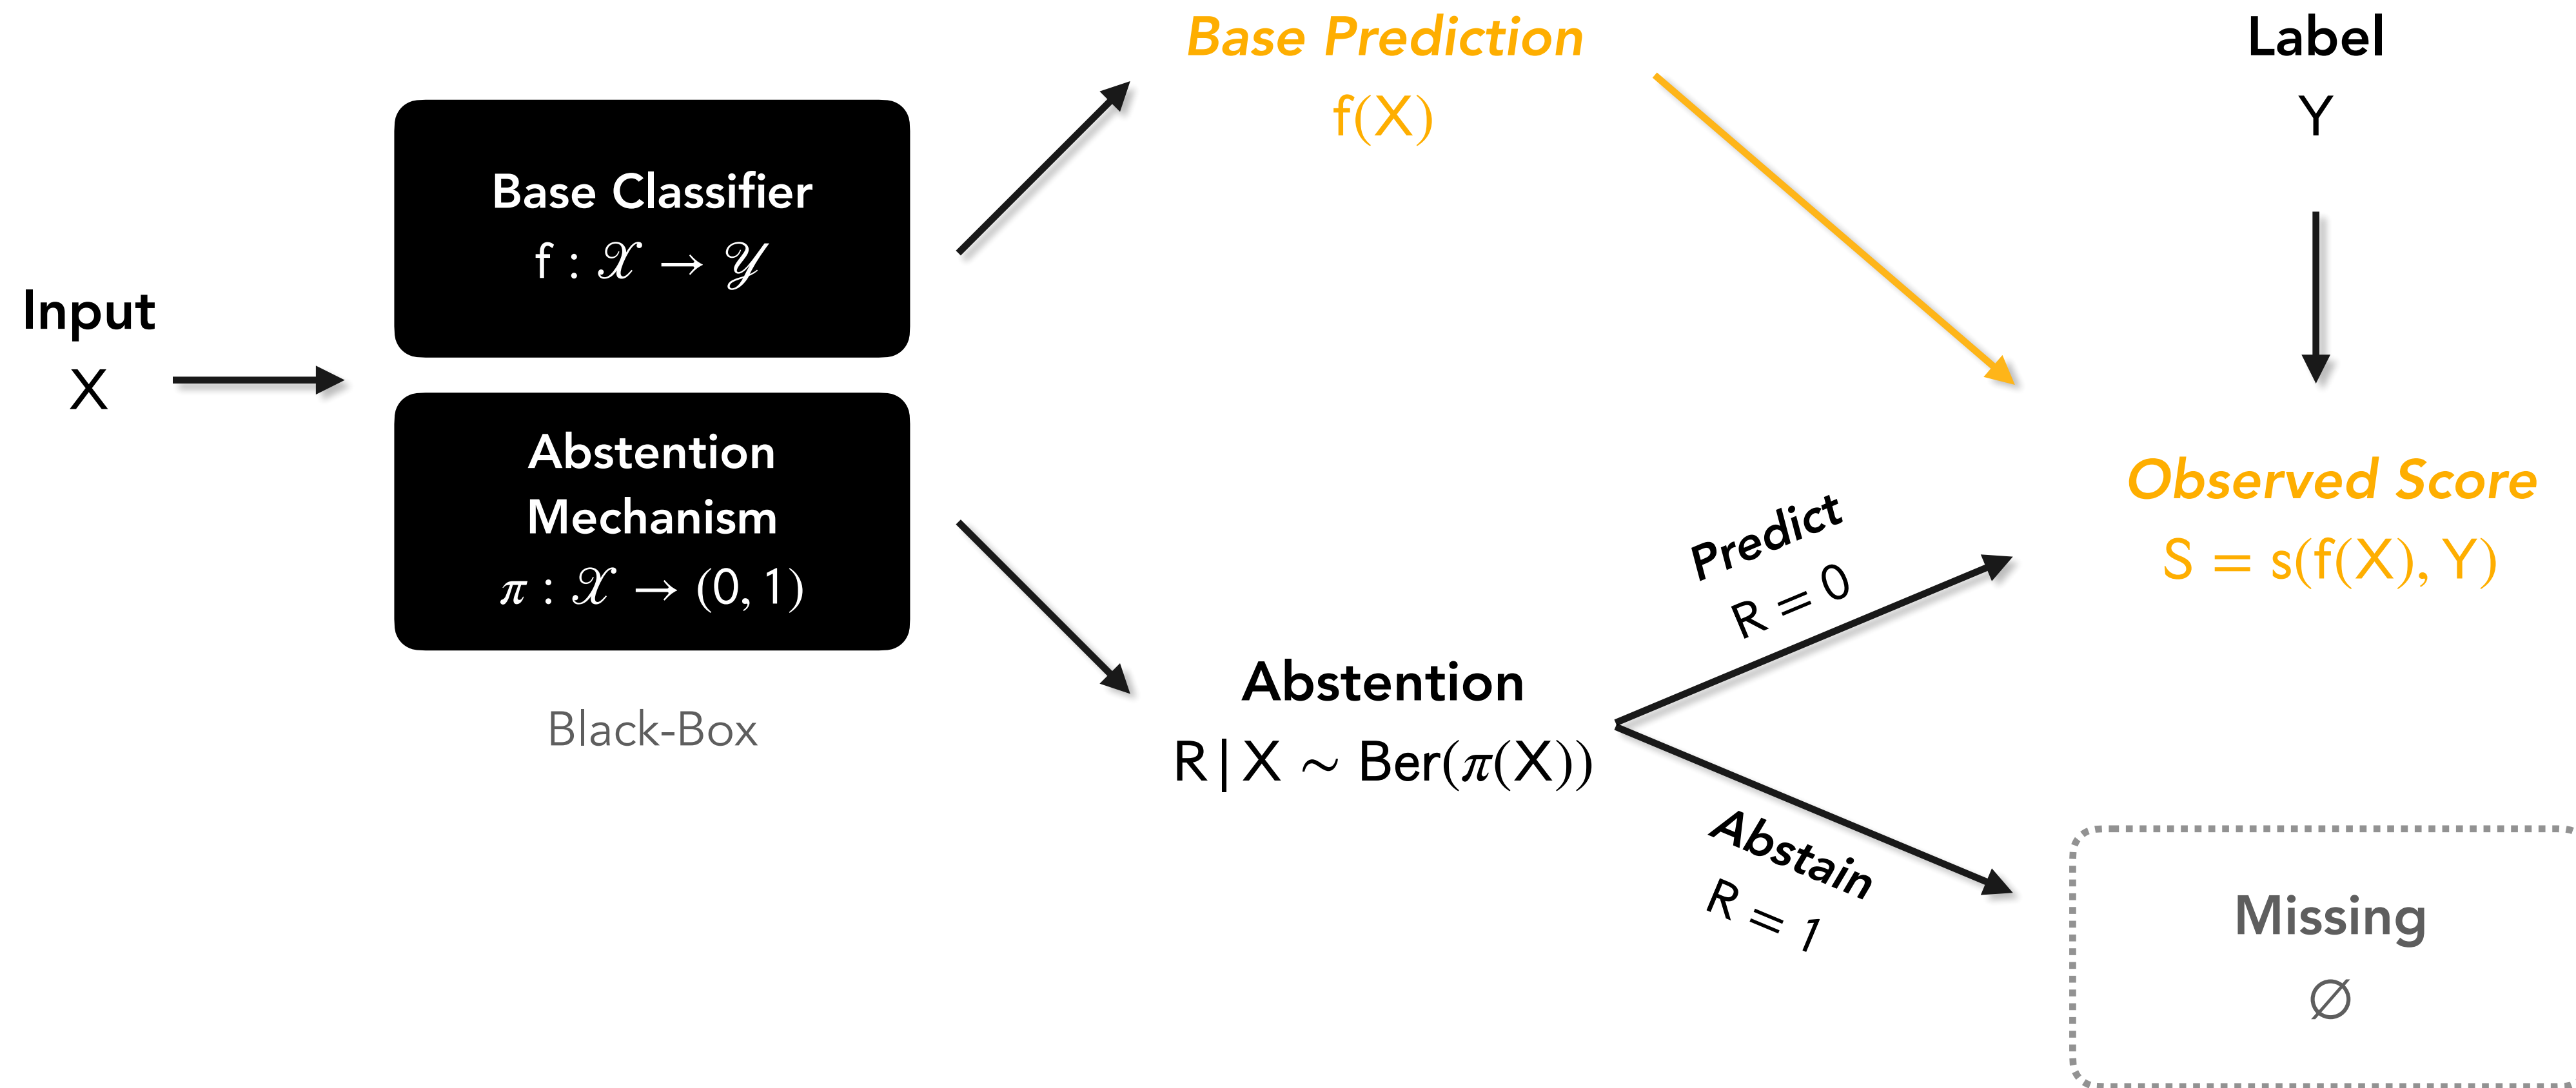 Input
X
Base Classifier
f : 𝒳 → 𝒴
Abstention
Mechanism
π : 𝒳 → (0, 1)
Black-Box
Base Prediction
f(X)
Abstention
R | X ∼ Ber(π(X))
Predict
R = 0
Abstain
R = 1
Label
Y
Observed Score
S = s(f(X), Y)
Missing
∅